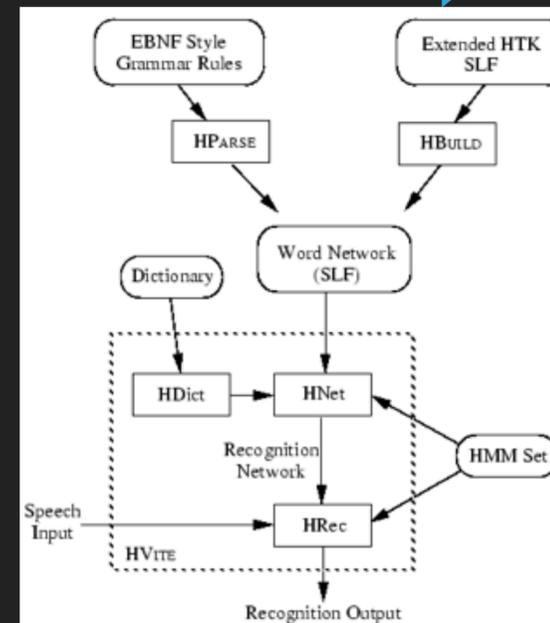 EBNF Style
Grammar Rules
Extended HTK
SLF
HPARSE
HBUILD
Word Network
(SLF)
Dictionary
HDict
HNet
Recognition
Network
HMM Set
Speech
Input
HRec
HVITE
Recognition Output